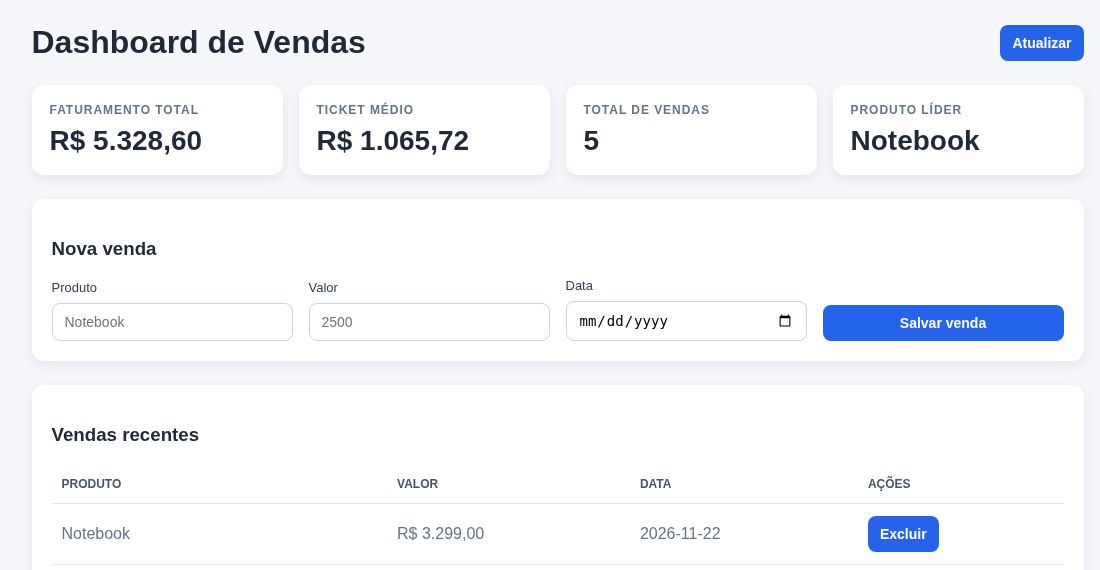 Dashboard de Vendas
Atualizar
FATURAMENTO TOTAL
R$ 5.328,60
TICKET MÉDIO
R$ 1.065,72
TOTAL DE VENDAS
5
PRODUTO LÍDER
Notebook
Nova venda
Produto
Notebook
Valor
2500
Data
mm/dd/yyyy
Salvar venda
Vendas recentes
PRODUTO VALOR DATA AÇÕES
Notebook R$ 3.299,00 2026-11-22 Excluir